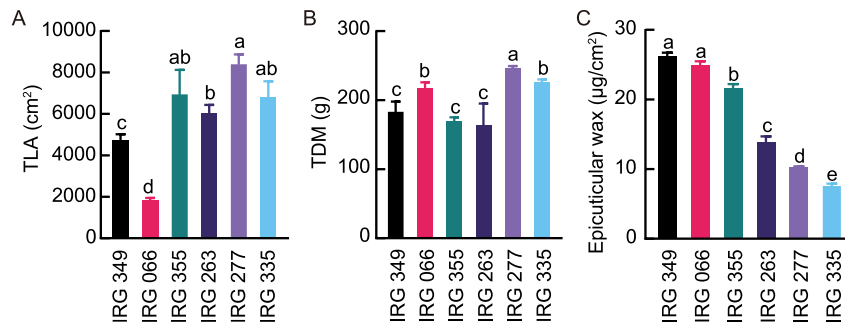 A
TLA (cm²)
10000
8000
6000
4000
2000
0
c
d
ab
b
a
ab
IRG 349
IRG 066
IRG 355
IRG 263
IRG 277
IRG 335
B
TDM (g)
300
200
100
0
c
b
c
c
a
b
IRG 349
IRG 066
IRG 355
IRG 263
IRG 277
IRG 335
C
Epicuticular wax (µg/cm²)
30
20
10
0
a
a
b
c
d
e
IRG 349
IRG 066
IRG 355
IRG 263
IRG 277
IRG 335